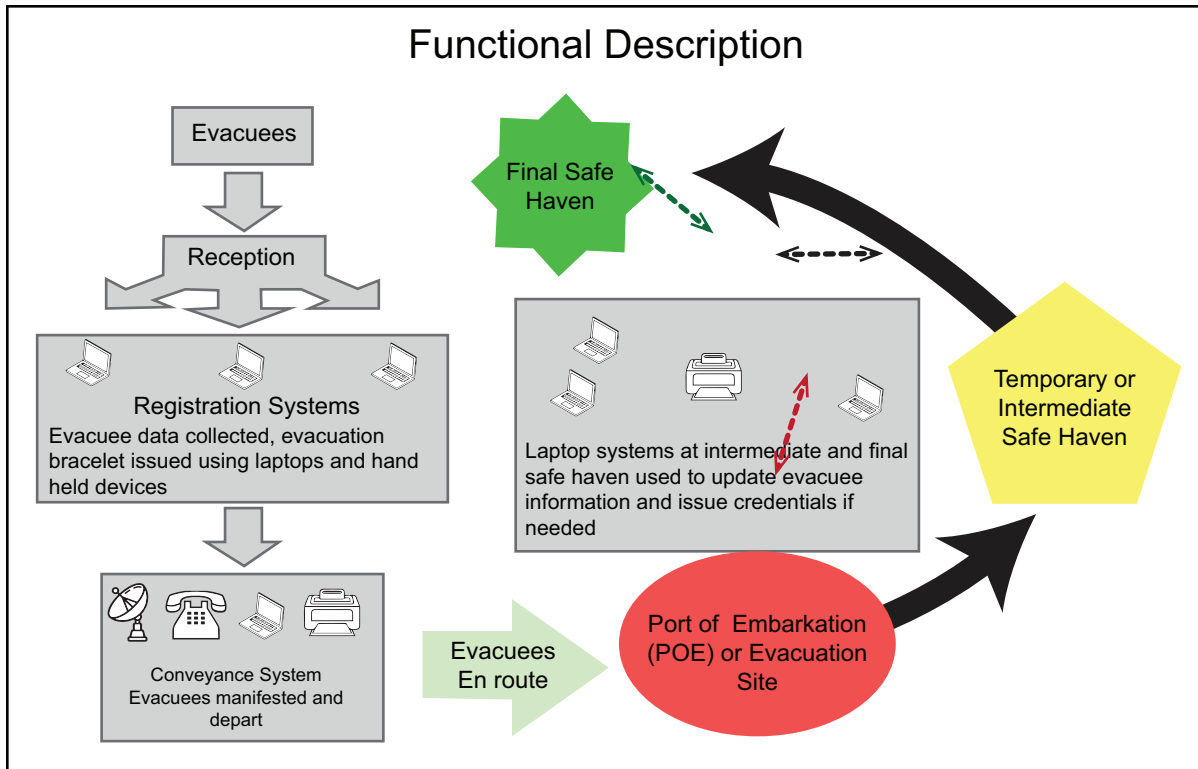 Functional Description
Evacuees
Reception
Registration Systems
Evacuee data collected, evacuation
bracelet issued using laptops and hand
held devices
Conveyance System
Evacuees manifested and
depart
Evacuees
En route
Final Safe
Haven
Laptop systems at intermediate and final
safe haven used to update evacuee
information and issue credentials if
needed
Port of Embarkation
(POE) or Evacuation
Site
Temporary or
Intermediate
Safe Haven